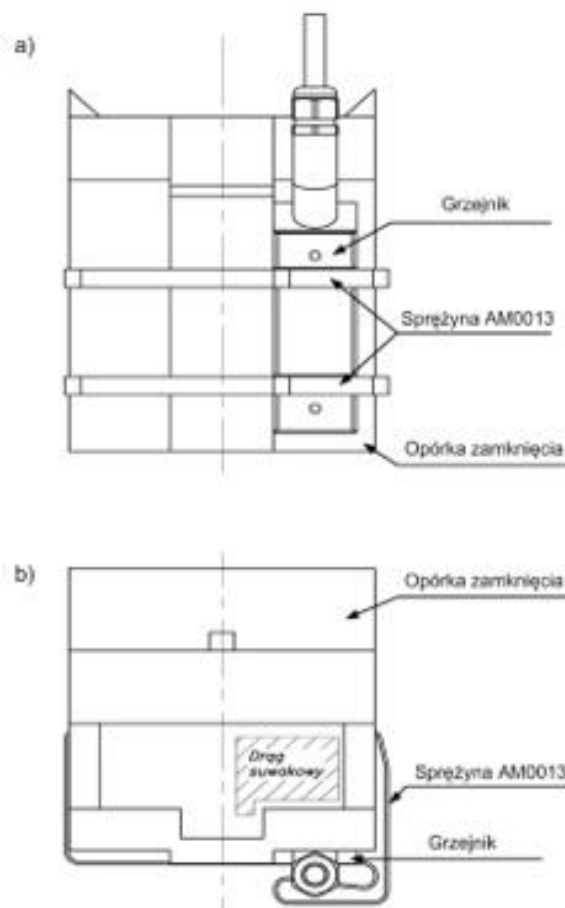 a)
Grzejnik
Sprężyna AM0013
Opórka zamknięcia
b)
Opórka zamknięcia
Drąg
suwakowy
Sprężyna AM0013
Grzejnik